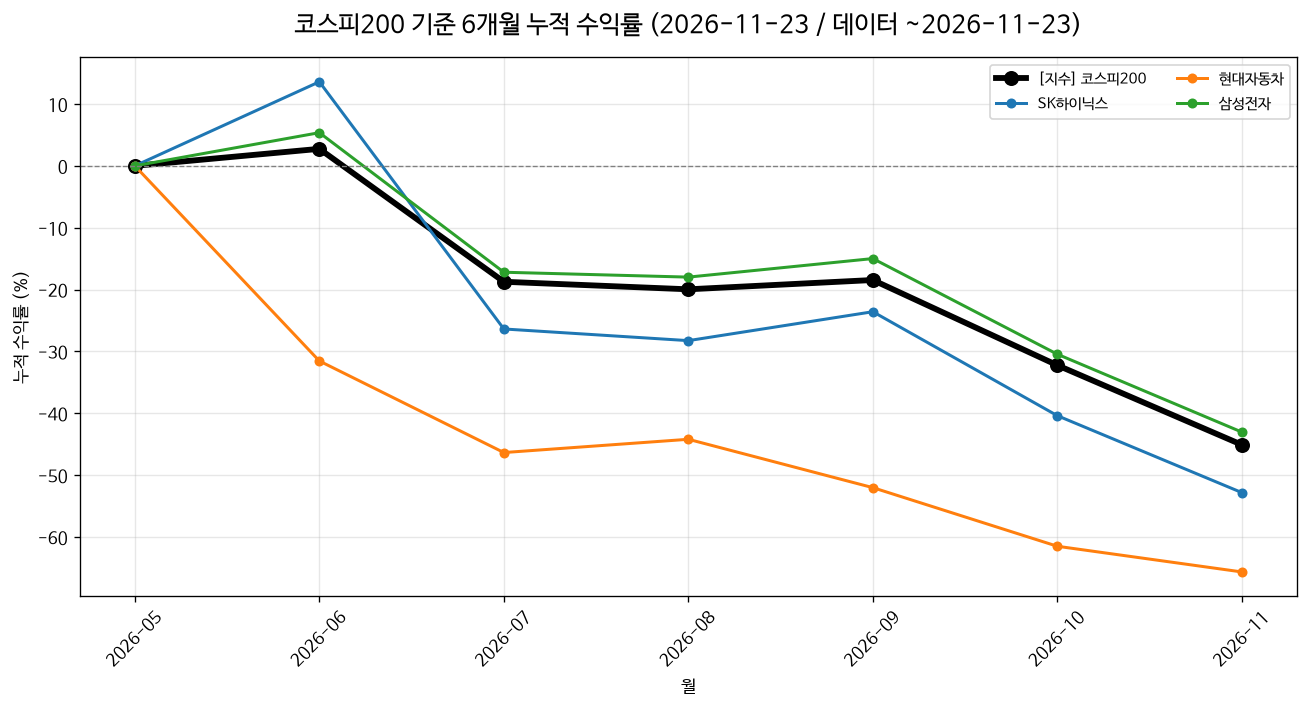 코스피200 기준 6개월 누적 수익률 (2026-11-23 / 데이터 ~2026-11-23)
[지수] 코스피200
현대자동차
SK하이닉스
삼성전자
누적 수익률 (%)
10
0
-10
-20
-30
-40
-50
-60
2026-05
2026-06
2026-07
2026-08
2026-09
2026-10
2026-11
월